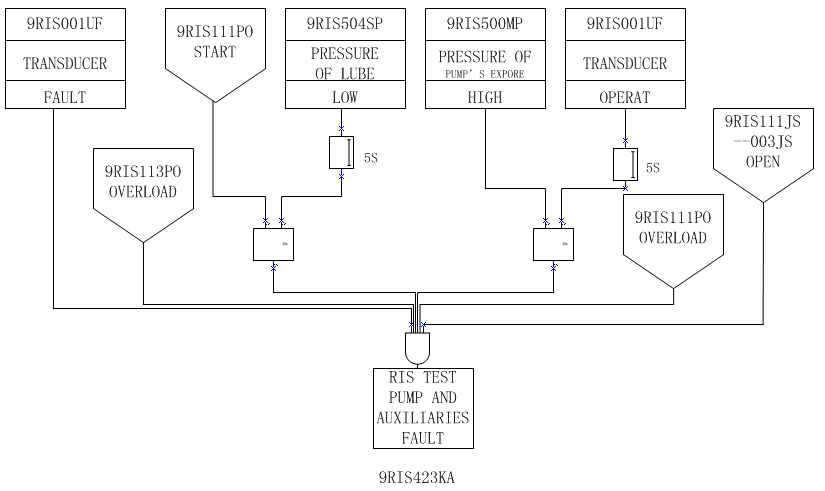 9RIS001UF
TRANSDUCER
FAULT
9RIS111PO
START
9RIS504SP
PRESSURE
OF LUBE
LOW
9RIS500MP
PRESSURE OF
PUMP'S EXPORE
HIGH
9RIS001UF
TRANSDUCER
OPERAT
9RIS111JS
--003JS
OPEN
5S
5S
9RIS113PO
OVERLOAD
9RIS111PO
OVERLOAD
RIS TEST
PUMP AND
AUXILIARIES
FAULT
9RIS423KA